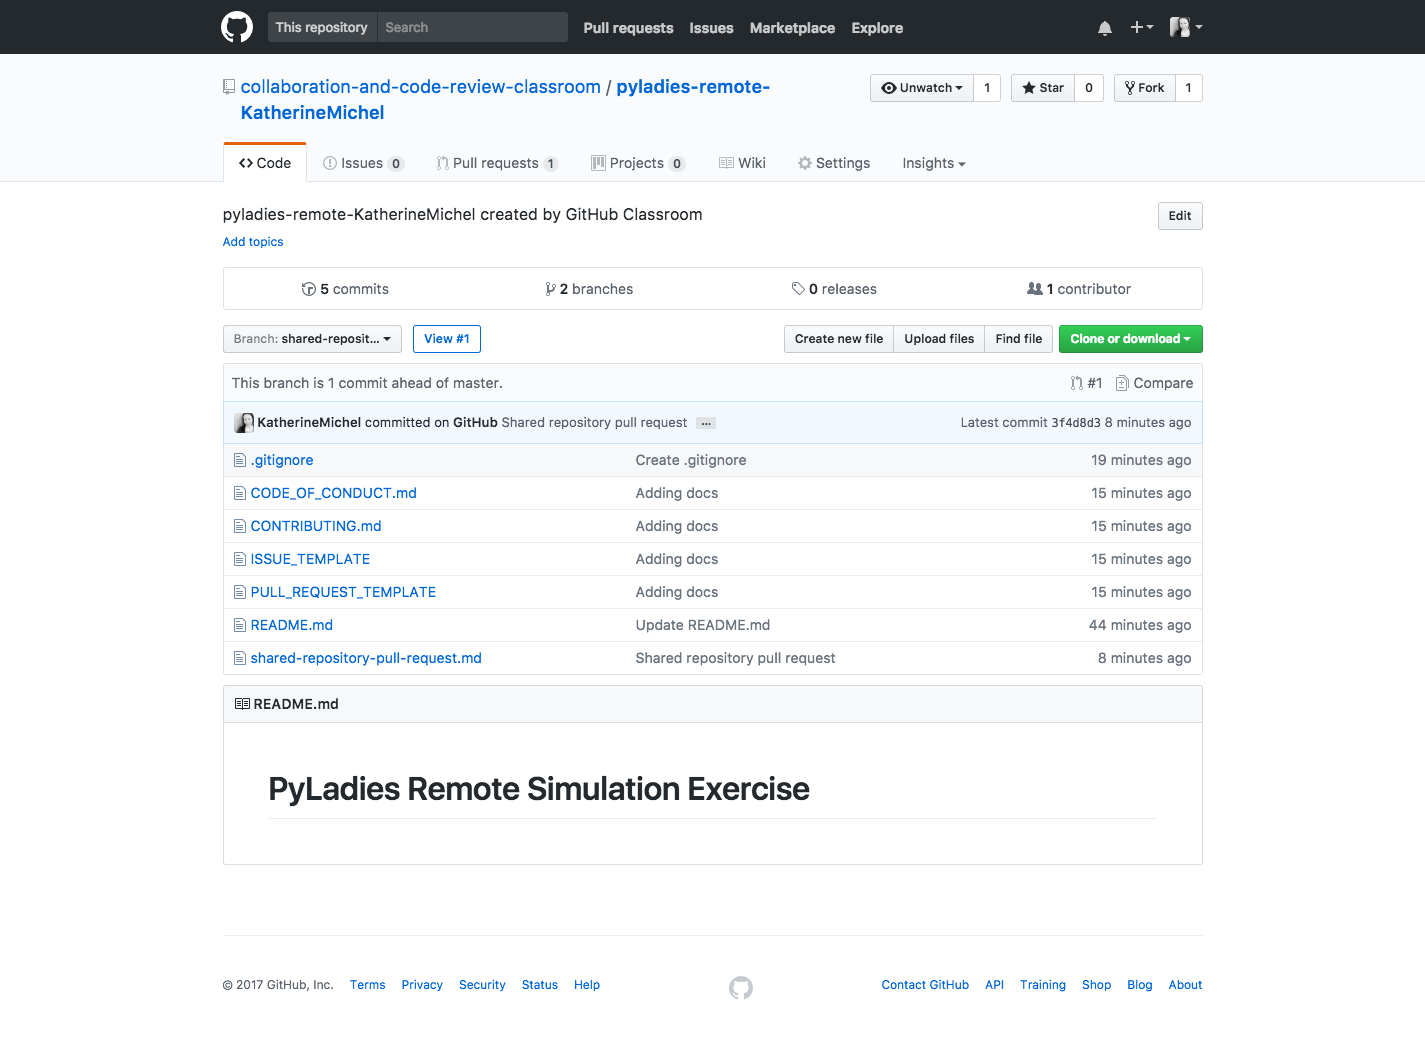 This repository Search Pull requests Issues Marketplace Explore
collaboration-and-code-review-classroom / pyladies-remote-
KatherineMichel
Unwatch 1 Star 0 Fork 1
Code Issues 0 Pull requests 1 Projects 0 Wiki Settings Insights
pyladies-remote-KatherineMichel created by GitHub Classroom Edit
Add topics
5 commits 2 branches 0 releases 1 contributor
Branch: shared-reposit... View #1 Create new file Upload files Find file Clone or download
This branch is 1 commit ahead of master. #1 Compare
KatherineMichel committed on GitHub Shared repository pull request ... Latest commit 3f4d8d3 8 minutes ago
.gitignore Create .gitignore 19 minutes ago
CODE_OF_CONDUCT.md Adding docs 15 minutes ago
CONTRIBUTING.md Adding docs 15 minutes ago
ISSUE_TEMPLATE Adding docs 15 minutes ago
PULL_REQUEST_TEMPLATE Adding docs 15 minutes ago
README.md Update README.md 44 minutes ago
shared-repository-pull-request.md Shared repository pull request 8 minutes ago
README.md
PyLadies Remote Simulation Exercise
© 2017 GitHub, Inc. Terms Privacy Security Status Help Contact GitHub API Training Shop Blog About